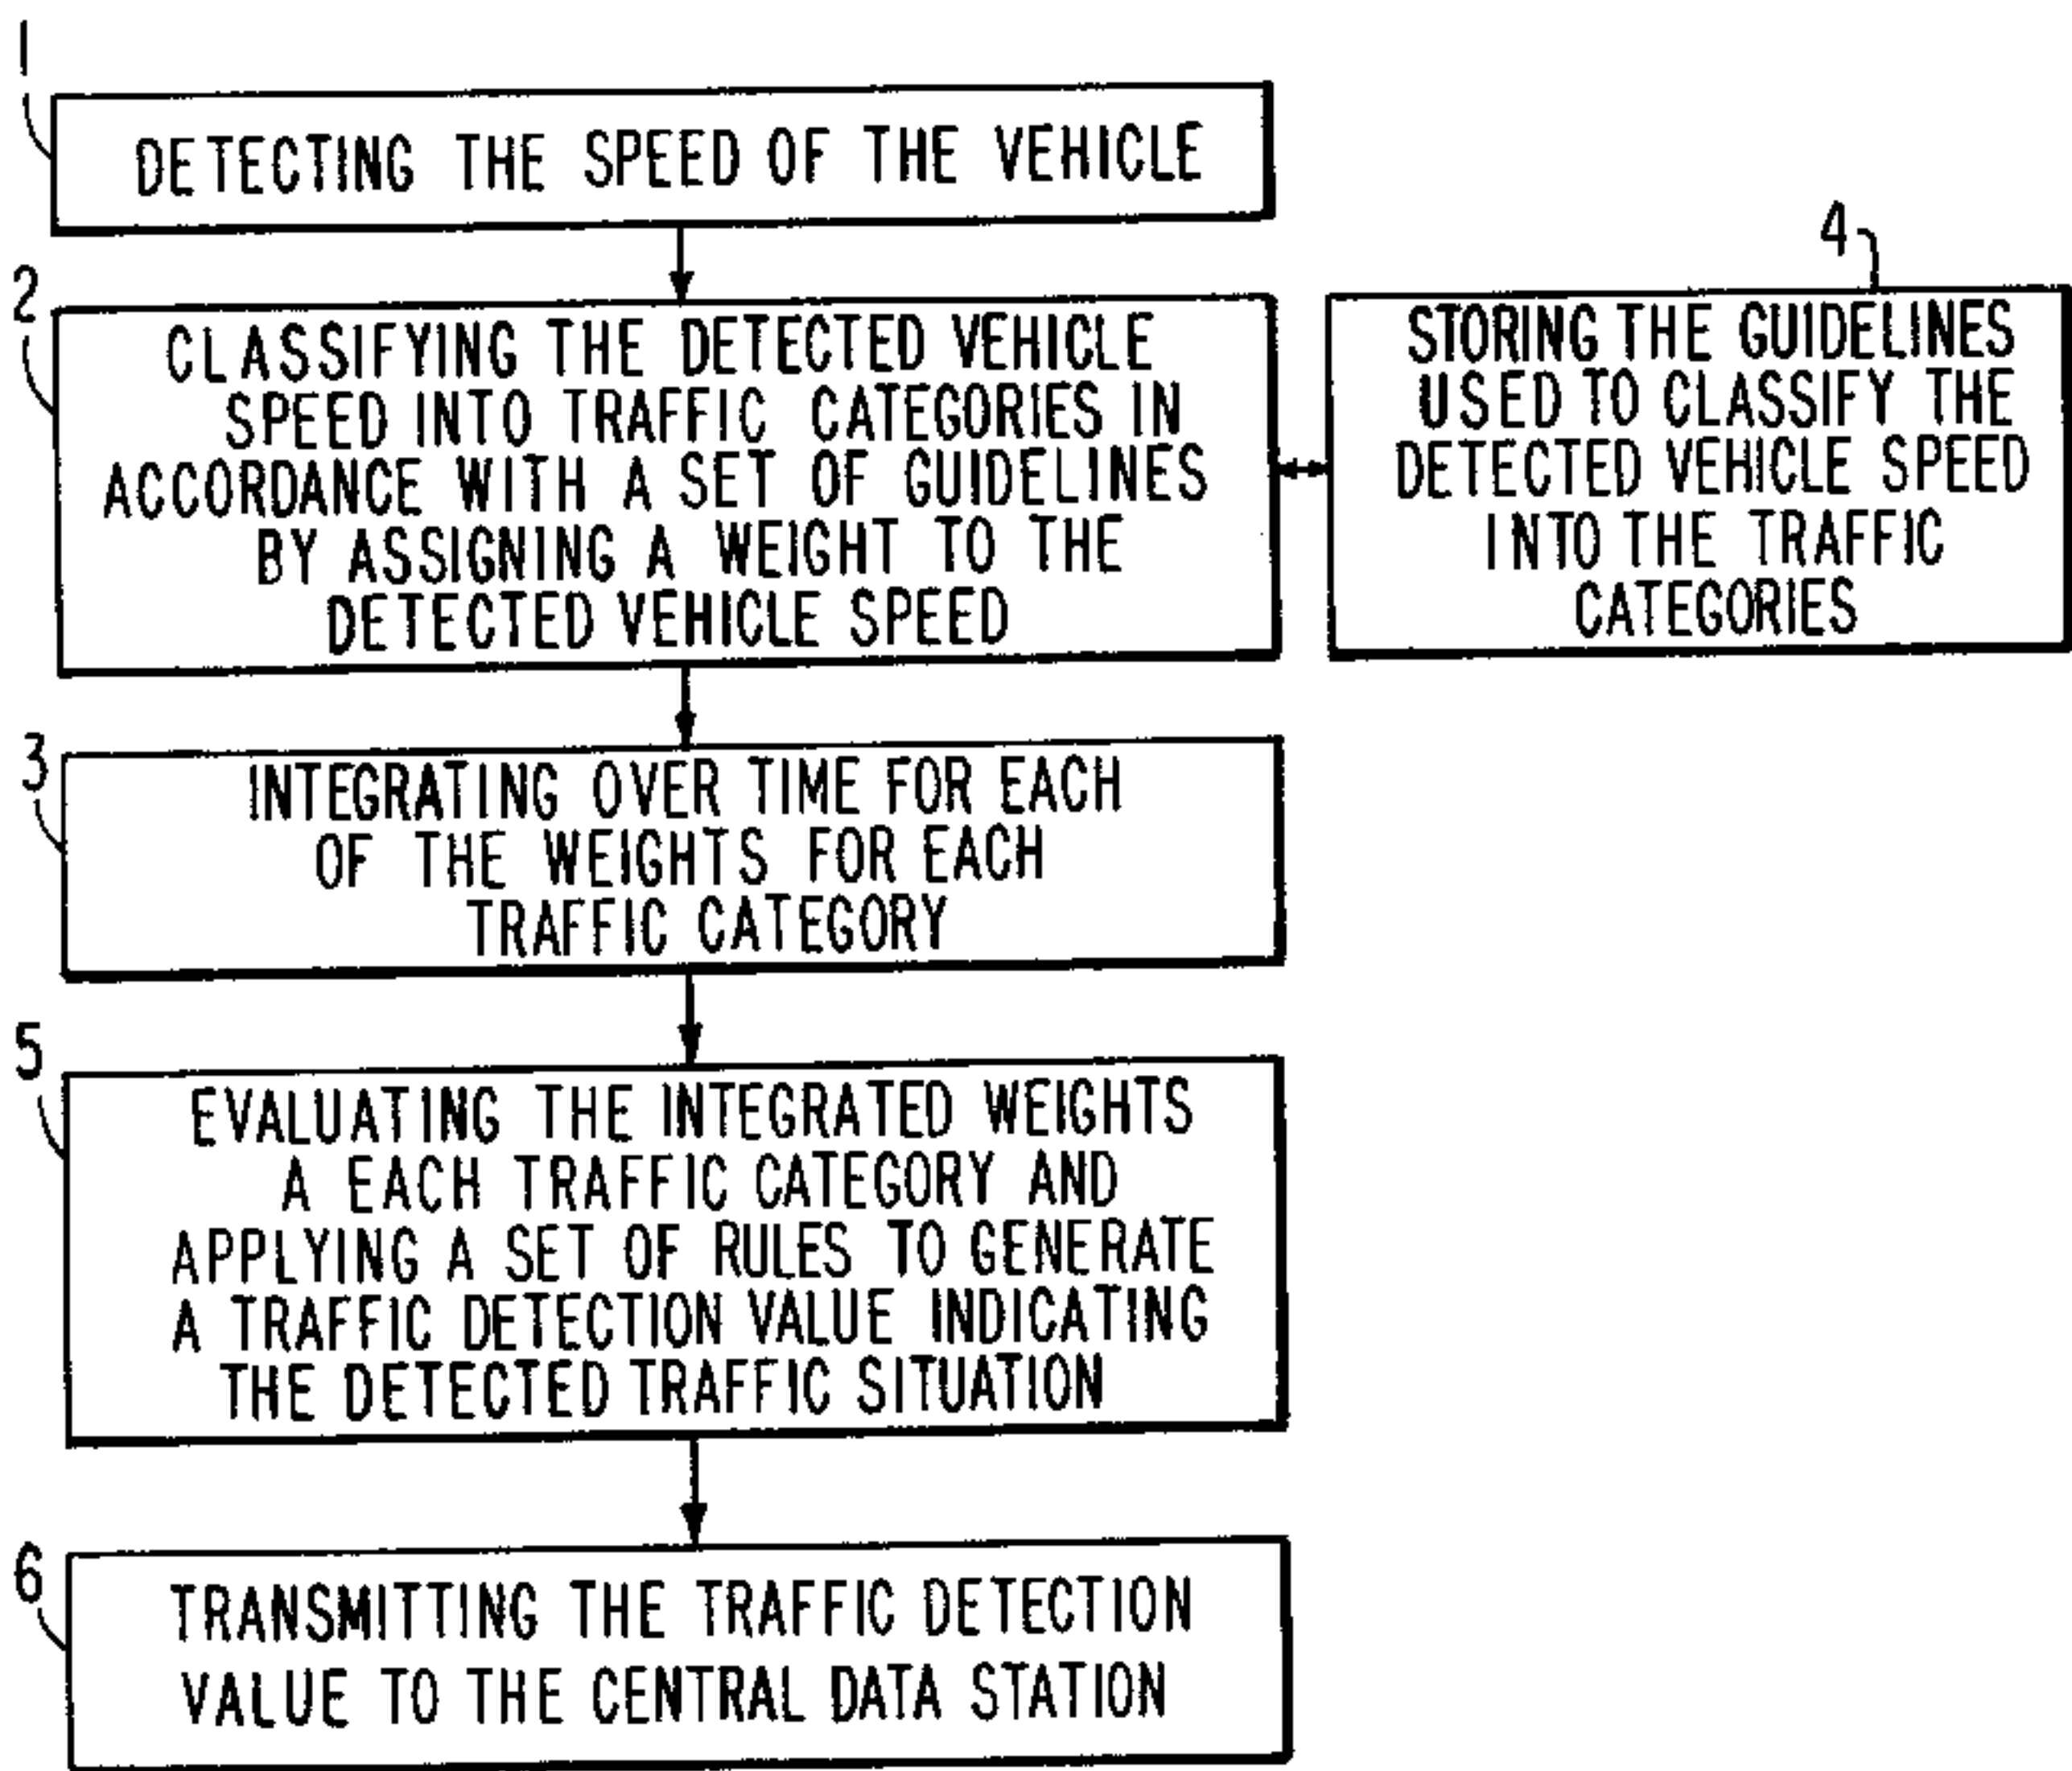 1
DETECTING THE SPEED OF THE VEHICLE
2
CLASSIFYING THE DETECTED VEHICLE
SPEED INTO TRAFFIC CATEGORIES IN
ACCORDANCE WITH A SET OF GUIDELINES
BY ASSIGNING A WEIGHT TO THE
DETECTED VEHICLE SPEED
4
STORING THE GUIDELINES
USED TO CLASSIFY THE
DETECTED VEHICLE SPEED
INTO THE TRAFFIC
CATEGORIES
3
INTEGRATING OVER TIME FOR EACH
OF THE WEIGHTS FOR EACH
TRAFFIC CATEGORY
5
EVALUATING THE INTEGRATED WEIGHTS
A EACH TRAFFIC CATEGORY AND
APPLYING A SET OF RULES TO GENERATE
A TRAFFIC DETECTION VALUE INDICATING
THE DETECTED TRAFFIC SITUATION
6
TRANSMITTING THE TRAFFIC DETECTION
VALUE TO THE CENTRAL DATA STATION